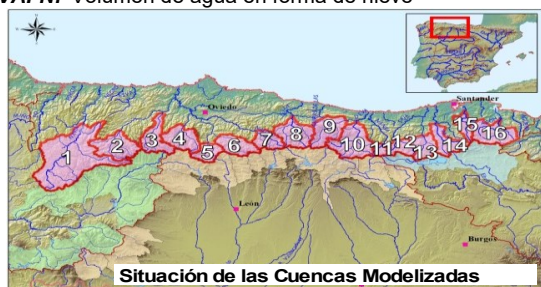 VAFN: Volumen de agua en forma de nieve
Oviedo
Santander
1 2 3 4 5 6 7 8 9 10 11 12 13 14 15 16
León
Burgos
Situación de las Cuencas Modelizadas